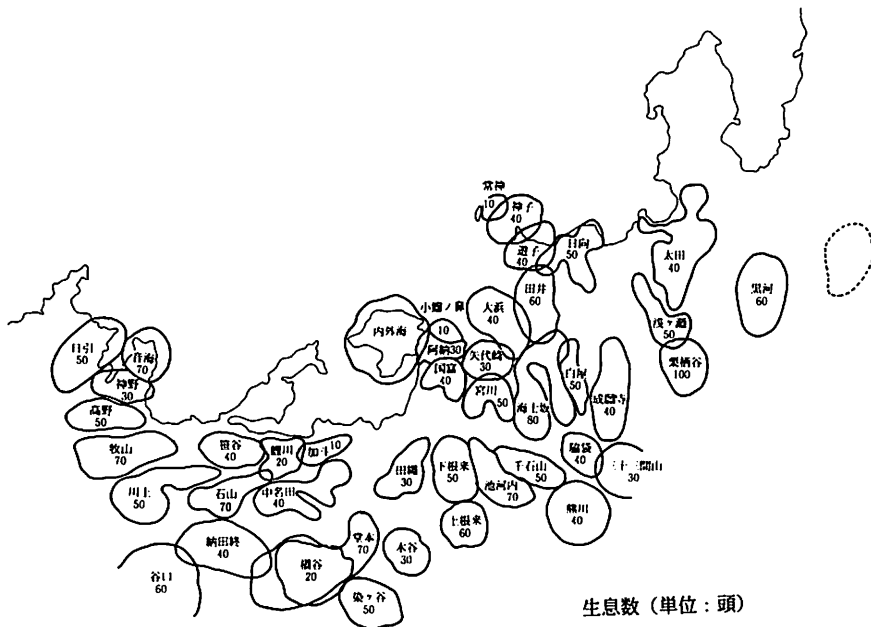 常神
10
神子
40
遊子
40
日向
50
太田
40
黒河
60
田井
60
小鯛ノ鼻
10
大浜
40
浅ヶ瀬
50
内外海
阿納30
矢代崎
30
栗柄谷
100
日引
50
音海
70
神野
30
国富
40
宮川
50
海士坂
80
白屋
50
成願寺
40
高野
50
牧山
70
笹谷
40
鯉川
20
加斗10
田縄
30
下根来
50
千石山
50
池河内
70
脇袋
40
三十三間山
30
川上
50
石山
70
中名田
40
熊川
40
上根来
60
納田終
40
堂本
70
木谷
30
谷口
60
槇谷
20
染ヶ谷
50
生息数（単位：頭）